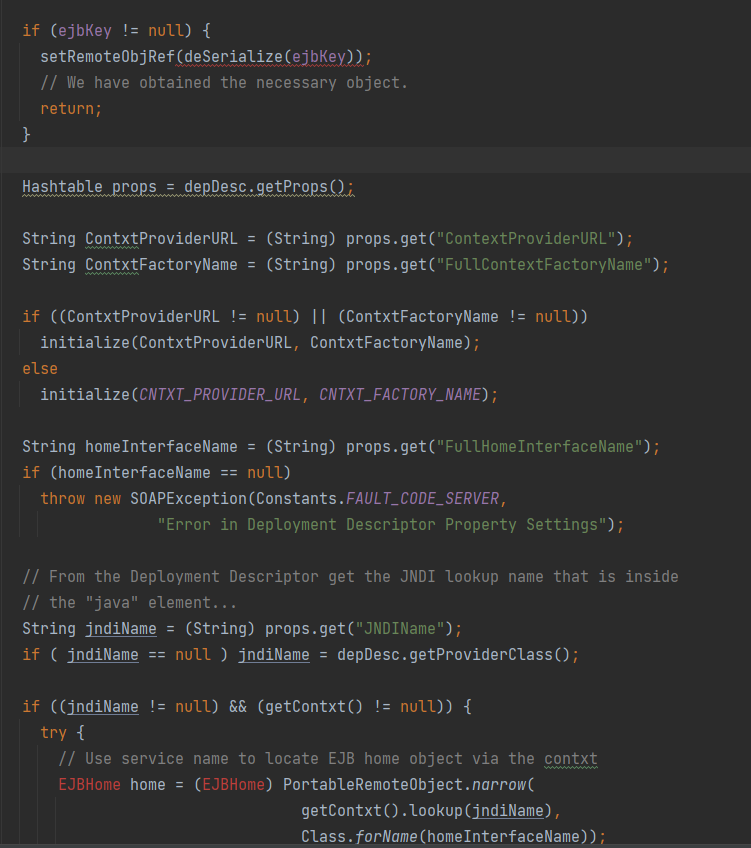 if (ejbKey != null) {
setRemoteObjRef(deSerialize(ejbKey));
// We have obtained the necessary object.
return;
}
Hashtable props = depDesc.getProps();
String ContxtProviderURL = (String) props.get("ContextProviderURL");
String ContxtFactoryName = (String) props.get("FullContextFactoryName");
if ((ContxtProviderURL != null) || (ContxtFactoryName != null))
initialize(ContxtProviderURL, ContxtFactoryName);
else
initialize(CNTXT_PROVIDER_URL, CNTXT_FACTORY_NAME);
String homeInterfaceName = (String) props.get("FullHomeInterfaceName");
if (homeInterfaceName == null)
throw new SOAPException(Constants.FAULT_CODE_SERVER,
"Error in Deployment Descriptor Property Settings");
// From the Deployment Descriptor get the JNDI lookup name that is inside
// the "java" element...
String jndiName = (String) props.get("JNDIName");
if ( jndiName == null ) jndiName = depDesc.getProviderClass();
if ((jndiName != null) && (getContxt() != null)) {
try {
// Use service name to locate EJB home object via the contxt
EJBHome home = (EJBHome) PortableRemoteObject.narrow(
getContxt().lookup(jndiName),
Class.forName(homeInterfaceName));